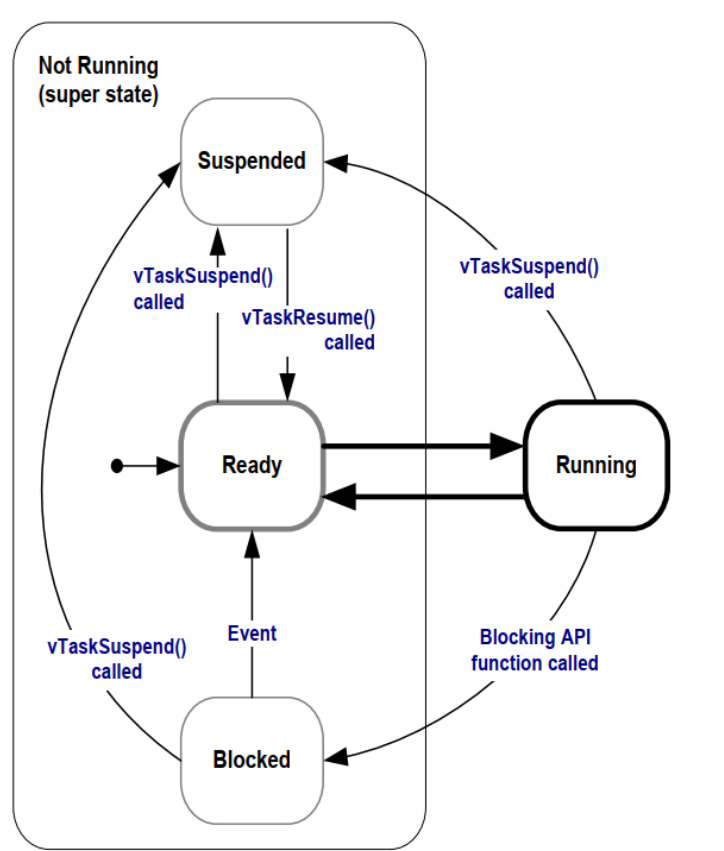 Not Running
(super state)
Suspended
vTaskSuspend()
called
vTaskResume()
called
vTaskSuspend()
called
Ready
Running
vTaskSuspend()
called
Event
Blocking API
function called
Blocked